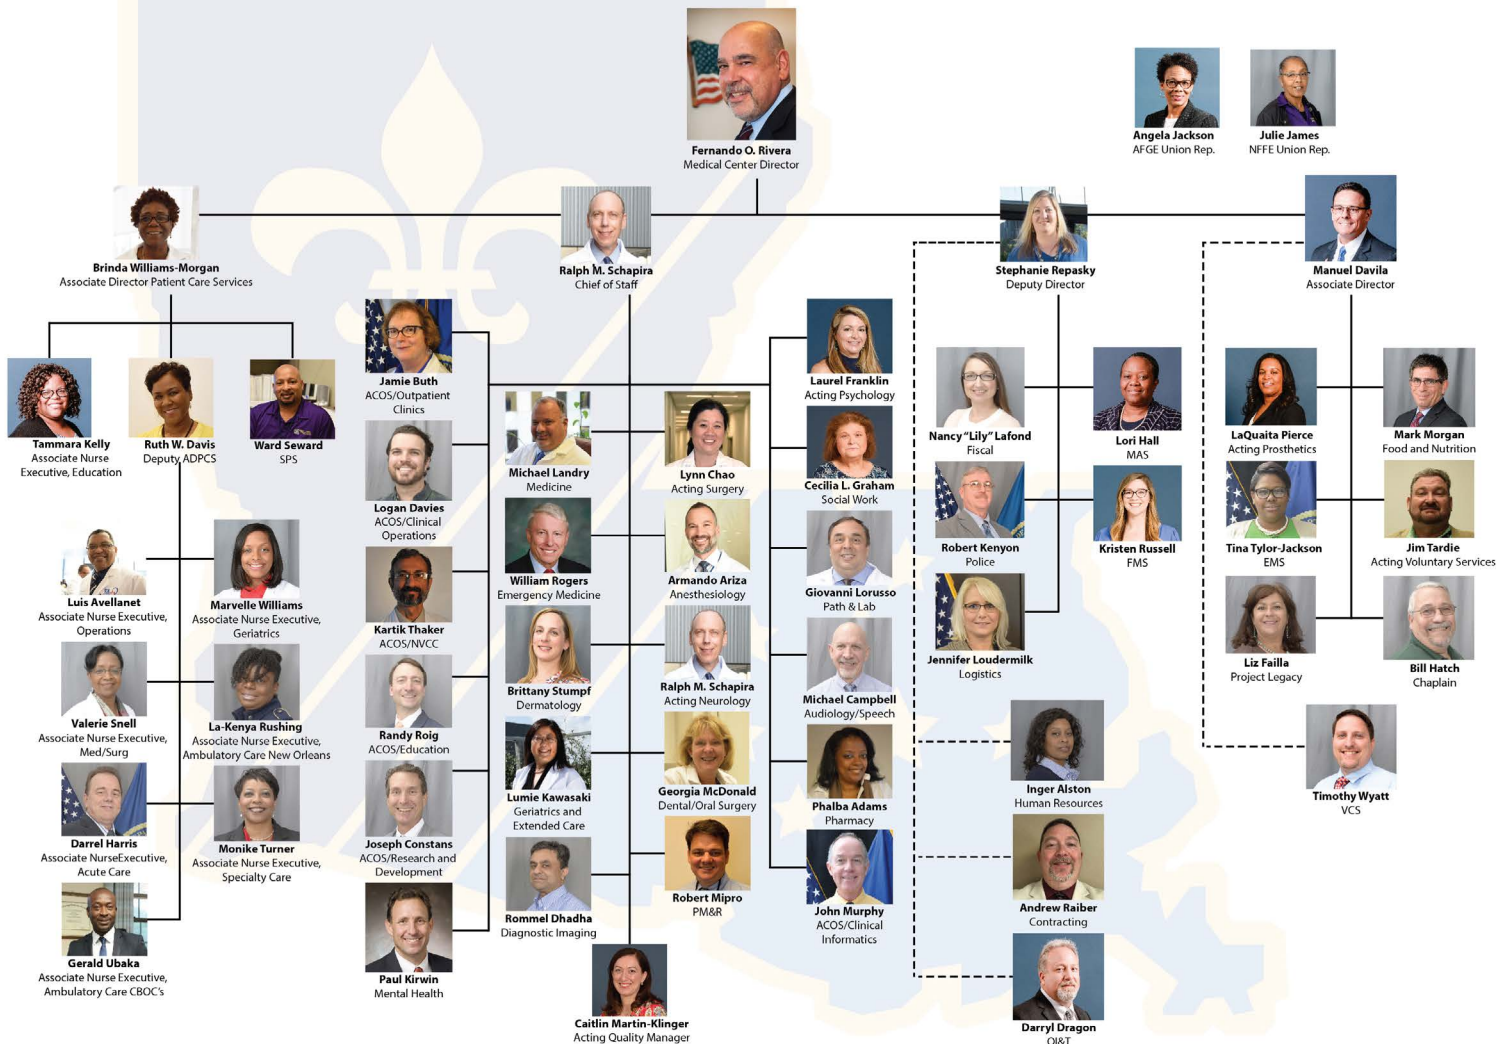 Fernando O. Rivera
Medical Center Director
Angela Jackson
AFGE Union Rep.
Julie James
NFFE Union Rep.
Brinda Williams-Morgan
Associate Director Patient Care Services
Ralph M. Schapira
Chief of Staff
Stephanie Repasky
Deputy Director
Manuel Davila
Associate Director
Tammara Kelly
Associate Nurse
Executive, Education
Ruth W. Davis
Deputy ADPCS
Ward Seward
SPS
Luis Avellanet
Associate Nurse Executive,
Operations
Marvelle Williams
Associate Nurse Executive,
Geriatrics
Valerie Snell
Associate Nurse Executive,
Med/Surg
La-Kenya Rushing
Associate Nurse Executive,
Ambulatory Care New Orleans
Darrel Harris
Associate NurseExecutive,
Acute Care
Monike Turner
Associate Nurse Executive,
Specialty Care
Gerald Ubaka
Associate Nurse Executive,
Ambulatory Care CBOC's
Jamie Buth
ACOS/Outpatient
Clinics
Logan Davies
ACOS/Clinical
Operations
Kartik Thaker
ACOS/NVCC
Randy Roig
ACOS/Education
Joseph Constans
ACOS/Research and
Development
Paul Kirwin
Mental Health
Michael Landry
Medicine
William Rogers
Emergency Medicine
Brittany Stumpf
Dermatology
Lumie Kawasaki
Geriatrics and
Extended Care
Rommel Dhadha
Diagnostic Imaging
Lynn Chao
Acting Surgery
Armando Ariza
Anesthesiology
Ralph M. Schapira
Acting Neurology
Georgia McDonald
Dental/Oral Surgery
Robert Mipro
PM&R
Caitlin Martin-Klinger
Acting Quality Manager
Laurel Franklin
Acting Psychology
Cecilia L. Graham
Social Work
Giovanni Lorusso
Path & Lab
Michael Campbell
Audiology/Speech
Phalba Adams
Pharmacy
John Murphy
ACOS/Clinical
Informatics
Nancy "Lily" Lafond
Fiscal
Lori Hall
MAS
Robert Kenyon
Police
Kristen Russell
FMS
Jennifer Loudermilk
Logistics
Inger Alston
Human Resources
Andrew Raiber
Contracting
Darryl Dragon
OI&T
LaQuaita Pierce
Acting Prosthetics
Mark Morgan
Food and Nutrition
Tina Tylor-Jackson
EMS
Jim Tardie
Acting Voluntary Services
Liz Failla
Project Legacy
Bill Hatch
Chaplain
Timothy Wyatt
VCS